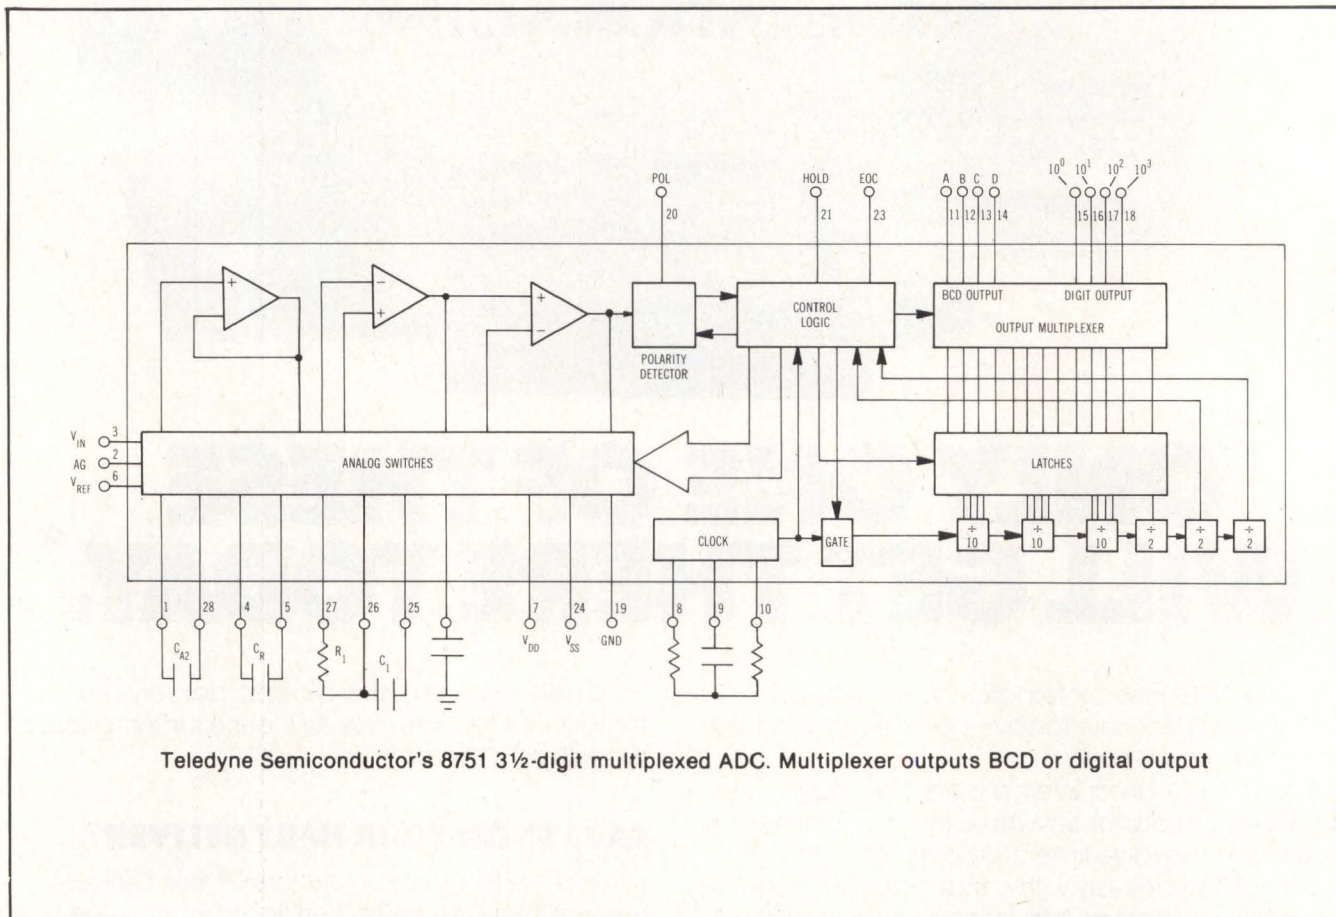 POL
HOLD
EOC
A B C D
10⁰ 10¹ 10² 10³
20
21
23
11 12 13 14
15 16 17 18
+
-
+
+
-
BCD OUTPUT
DIGIT OUTPUT
CONTROL
LOGIC
OUTPUT MULTIPLEXER
POLARITY
DETECTOR
V_IN 3
AG 2
V_REF 6
ANALOG SWITCHES
LATCHES
CLOCK
GATE
÷ 10
÷ 10
÷ 10
÷ 2
÷ 2
÷ 2
1 28 4 5 27 26 25 7 24 19 8 9 10
C_A2
C_R
R_1
C_1
V_DD
V_SS
GND
Teledyne Semiconductor's 8751 3½-digit multiplexed ADC. Multiplexer outputs BCD or digital output